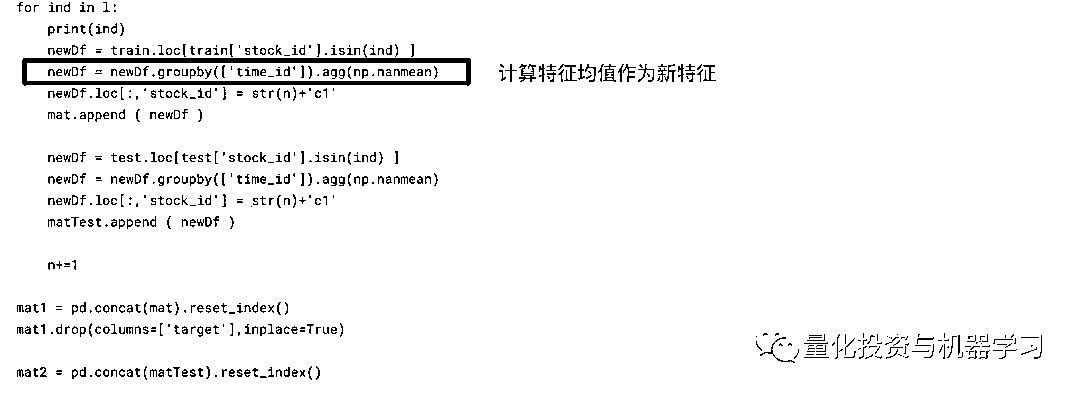 for ind in l:
    print(ind)
    newDf = train.loc[train['stock_id'].isin(ind) ]
    newDf = newDf.groupby(['time_id']).agg(np.nanmean)
计算特征均值作为新特征
    newDf.loc[:,'stock_id'] = str(n)+'c1'
    mat.append ( newDf )
    newDf = test.loc[test['stock_id'].isin(ind) ]
    newDf = newDf.groupby(['time_id']).agg(np.nanmean)
    newDf.loc[:,'stock_id'] = str(n)+'c1'
    matTest.append ( newDf )
    n+=1
mat1 = pd.concat(mat).reset_index()
mat1.drop(columns=['target'],inplace=True)
mat2 = pd.concat(matTest).reset_index()
量化投资与机器学习